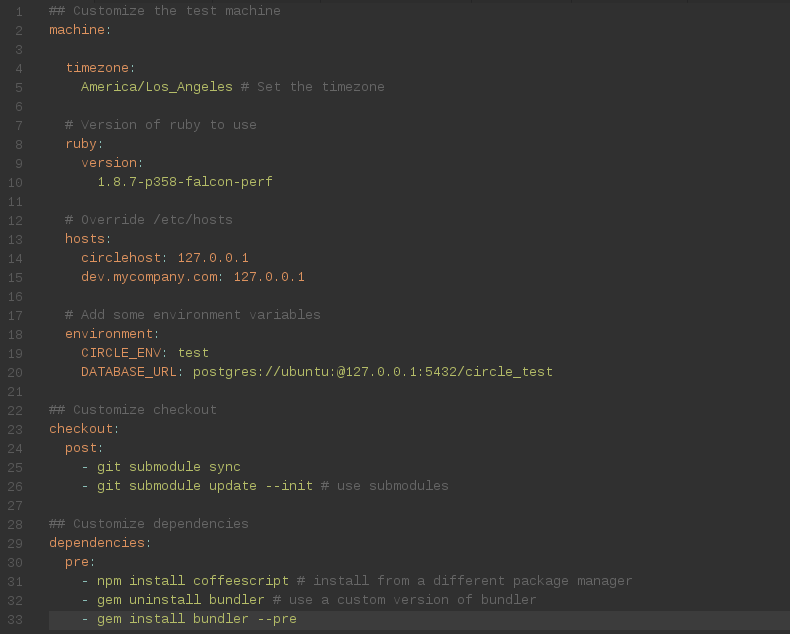 1 ## Customize the test machine
2 machine:
3
4   timezone:
5     America/Los_Angeles # Set the timezone
6
7   # Version of ruby to use
8   ruby:
9     version:
10       1.8.7-p358-falcon-perf
11
12   # Override /etc/hosts
13   hosts:
14     circlehost: 127.0.0.1
15     dev.mycompany.com: 127.0.0.1
16
17   # Add some environment variables
18   environment:
19     CIRCLE_ENV: test
20     DATABASE_URL: postgres://ubuntu:@127.0.0.1:5432/circle_test
21
22 ## Customize checkout
23 checkout:
24   post:
25     - git submodule sync
26     - git submodule update --init # use submodules
27
28 ## Customize dependencies
29 dependencies:
30   pre:
31     - npm install coffeescript # install from a different package manager
32     - gem uninstall bundler # use a custom version of bundler
33     - gem install bundler --pre